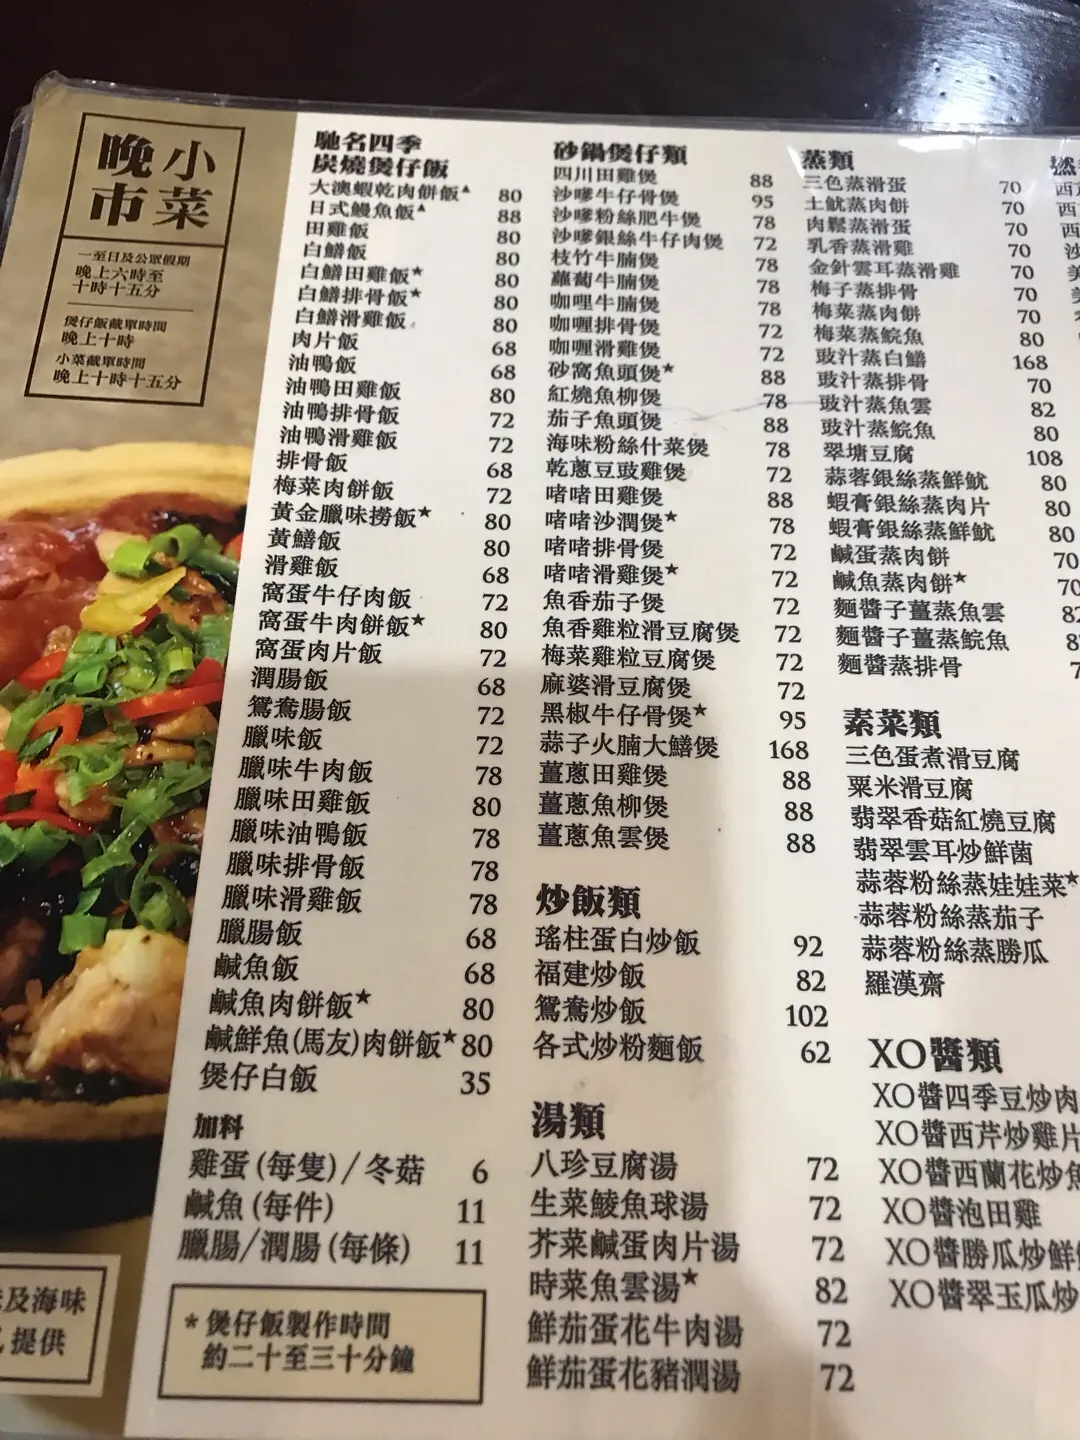 晚小
市菜
一至日及公眾假期
晚上六時至
十時十五分
煲仔飯截單時間
晚上十時
小菜截單時間
晚上十時十五分
馳名四季
炭燒煲仔飯
大澳蝦乾肉餅飯▲ 80
日式鰻魚飯▲ 88
田雞飯 80
白鱔飯 80
白鱔田雞飯★ 80
白鱔排骨飯★ 80
白鱔滑雞飯 80
肉片飯 68
油鴨飯 68
油鴨田雞飯 80
油鴨排骨飯 72
油鴨滑雞飯 72
排骨飯 68
梅菜肉餅飯 72
黃金臘味撈飯★ 80
黃鱔飯 80
滑雞飯 68
窩蛋牛仔肉飯 72
窩蛋牛肉餅飯★ 80
窩蛋肉片飯 72
潤腸飯 68
鴛鴦腸飯 72
臘味飯 72
臘味牛肉飯 78
臘味田雞飯 80
臘味油鴨飯 78
臘味排骨飯 78
臘味滑雞飯 78
臘腸飯 68
鹹魚飯 68
鹹魚肉餅飯★ 80
鹹鮮魚(馬友)肉餅飯★ 80
煲仔白飯 35
加料
雞蛋(每隻)/冬菇 6
鹹魚(每件) 11
臘腸/潤腸(每條) 11
* 煲仔飯製作時間
約二十至三十分鐘
砂鍋煲仔類
四川田雞煲 88
沙嗲牛仔骨煲 95
沙嗲粉絲肥牛煲 78
沙嗲銀絲牛仔肉煲 72
枝竹牛腩煲 78
蘿蔔牛腩煲 78
咖哩牛腩煲 78
咖喱排骨煲 72
咖喱滑雞煲 72
砂窩魚頭煲★ 88
紅燒魚柳煲 78
茄子魚頭煲 88
海味粉絲什菜煲 78
乾蔥豆豉雞煲 72
啫啫田雞煲 88
啫啫沙潤煲★ 78
啫啫排骨煲 72
啫啫滑雞煲★ 72
魚香茄子煲 72
魚香雞粒滑豆腐煲 72
梅菜雞粒豆腐煲 72
麻婆滑豆腐煲 72
黑椒牛仔骨煲★ 95
蒜子火腩大鱔煲 168
薑蔥田雞煲 88
薑蔥魚柳煲 88
薑蔥魚雲煲 88
炒飯類
瑤柱蛋白炒飯 92
福建炒飯 82
鴛鴦炒飯 102
各式炒粉麵飯 62
湯類
八珍豆腐湯 72
生菜鯪魚球湯 72
芥菜鹹蛋肉片湯 72
時菜魚雲湯★ 82
鮮茄蛋花牛肉湯 72
鮮茄蛋花豬潤湯 72
蒸類
三色蒸滑蛋 70
土魷蒸肉餅 70
肉鬆蒸滑蛋 70
乳香蒸滑雞 70
金針雲耳蒸滑雞 70
梅子蒸排骨 70
梅菜蒸肉餅 70
梅菜蒸鯇魚 80
豉汁蒸白鱔 168
豉汁蒸排骨 70
豉汁蒸魚雲 82
豉汁蒸鯇魚 80
翠塘豆腐 108
蒜蓉銀絲蒸鮮魷 80
蝦膏銀絲蒸肉片 80
蝦膏銀絲蒸鮮魷 80
鹹蛋蒸肉餅 70
鹹魚蒸肉餅★ 70
麵醬子薑蒸魚雲 82
麵醬子薑蒸鯇魚
麵醬蒸排骨
素菜類
三色蛋煮滑豆腐
粟米滑豆腐
翡翠香菇紅燒豆腐
翡翠雲耳炒鮮菌
蒜蓉粉絲蒸娃娃菜★
蒜蓉粉絲蒸茄子
蒜蓉粉絲蒸勝瓜
羅漢齋
XO醬類
XO醬四季豆炒肉
XO醬西芹炒雞片
XO醬西蘭花炒魚
XO醬泡田雞
XO醬勝瓜炒鮮
XO醬翠玉瓜炒
及海味
提供